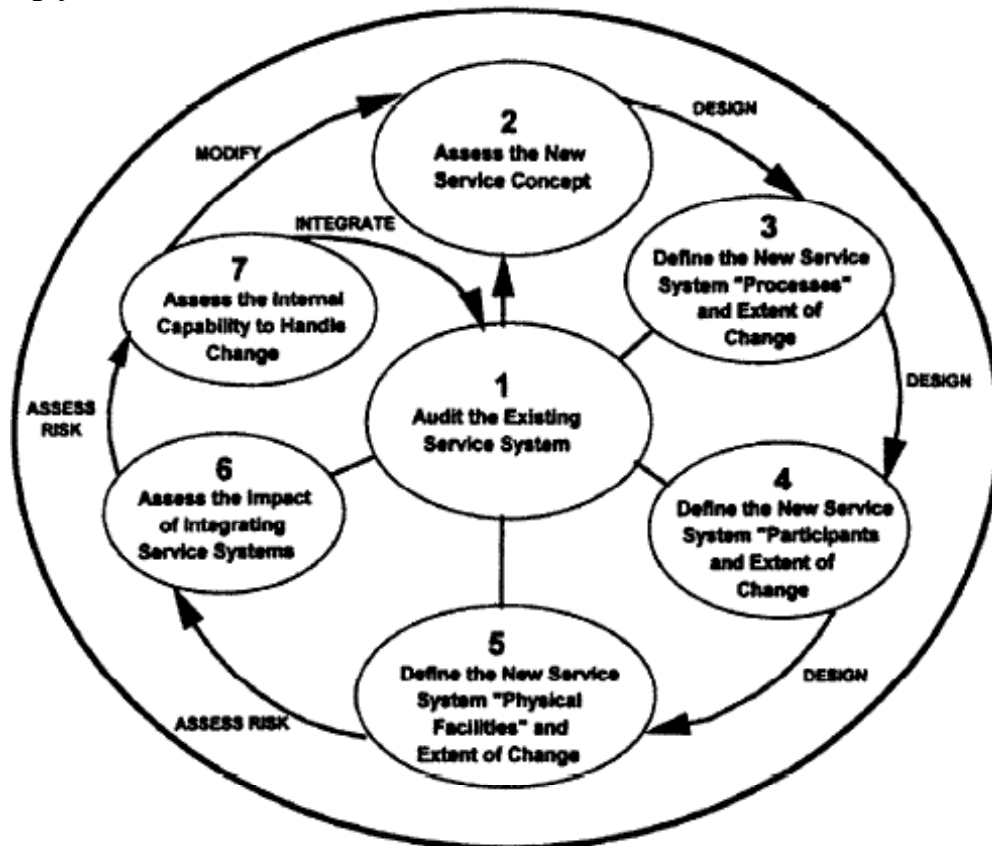 2
Assess the New
Service Concept
DESIGN
MODIFY
INTEGRATE
3
Define the New Service
System "Processes"
and Extent of
Change
7
Assess the Internal
Capability to Handle
Change
1
Audit the Existing
Service System
DESIGN
ASSESS
RISK
6
Assess the Impact
of Integrating
Service Systems
4
Define the New Service
System "Participants
and Extent of
Change
5
Define the New Service
System "Physical
Facilities" and
Extent of Change
DESIGN
ASSESS RISK